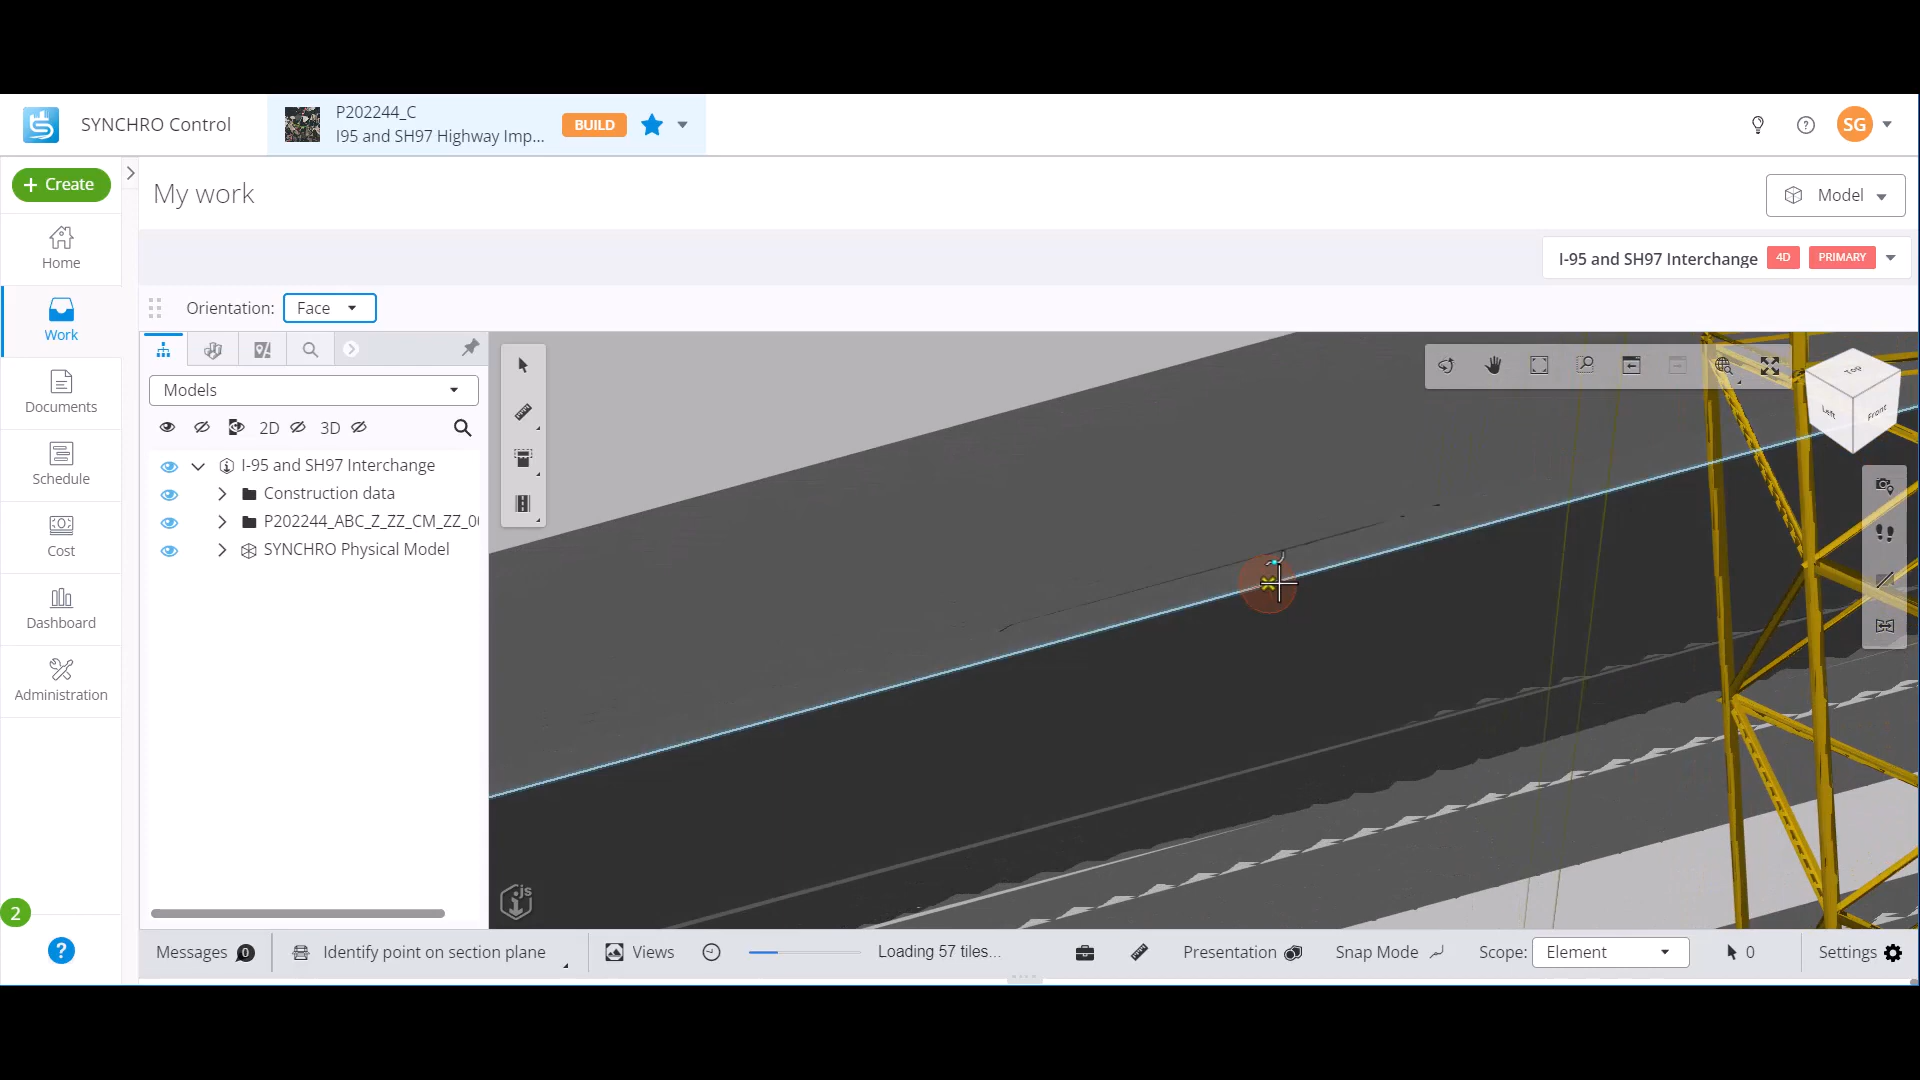 SYNCHRO Control
P202244_C
I95 and SH97 Highway Imp...
BUILD
SG
Create
My work
Model
Home
I-95 and SH97 Interchange
4D
PRIMARY
Orientation:
Face
Work
Models
Top
Left
Front
Documents
2D
3D
I-95 and SH97 Interchange
Construction data
Schedule
P202244_ABC_Z_ZZ_CM_ZZ_0
SYNCHRO Physical Model
Cost
Dashboard
Administration
js
2
?
Messages
0
Identify point on section plane
Views
Loading 57 tiles...
Presentation
Snap Mode
Scope:
Element
0
Settings